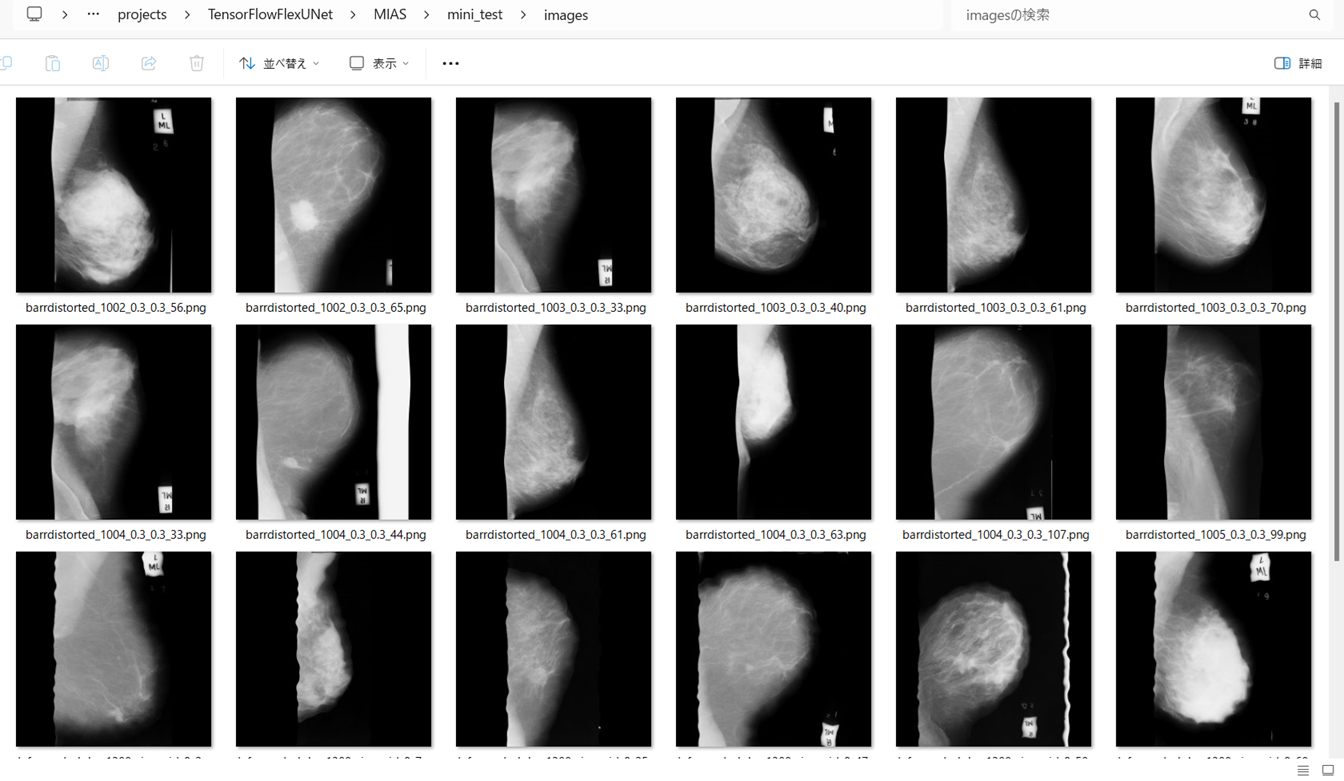 projects > TensorFlowFlexUNet > MIAS > mini_test > images
imagesの検索
並べ替え
表示
詳細
L
ML
ML
ML
barrdistorted_1002_0.3_0.3_56.png
barrdistorted_1002_0.3_0.3_65.png
barrdistorted_1003_0.3_0.3_33.png
barrdistorted_1003_0.3_0.3_40.png
barrdistorted_1003_0.3_0.3_61.png
barrdistorted_1003_0.3_0.3_70.png
barrdistorted_1004_0.3_0.3_33.png
barrdistorted_1004_0.3_0.3_44.png
barrdistorted_1004_0.3_0.3_61.png
barrdistorted_1004_0.3_0.3_63.png
barrdistorted_1004_0.3_0.3_107.png
barrdistorted_1005_0.3_0.3_99.png